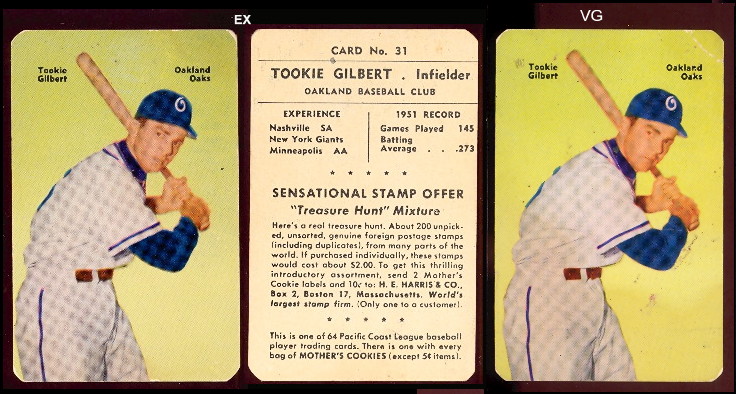 EX
VG
Tookie
Gilbert
Oakland
Oaks
CARD No. 31
TOOKIE GILBERT . Infielder
OAKLAND BASEBALL CLUB
EXPERIENCE
Nashville SA
New York Giants
Minneapolis AA
1951 RECORD
Games Played 145
Batting
Average . . .273
* * * * *
SENSATIONAL STAMP OFFER
"Treasure Hunt" Mixture
Here's a real treasure hunt. About 200 unpick-
ed, unsorted, genuine foreign postage stamps
(including duplicates), from many parts of the
world. If purchased individually, these stamps
would cost about $2.00. To get this thrilling
introductory assortment, send 2 Mother's
Cookie labels and 10c to: H. E. HARRIS & CO.,
Box 2, Boston 17, Massachusetts. World's
largest stamp firm. (Only one to a customer).
* * * * *
This is one of 64 Pacific Coast League baseball
player trading cards. There is one with every
bag of MOTHER'S COOKIES (except 5¢ items).
Tookie
Gilbert
Oakland
Oaks